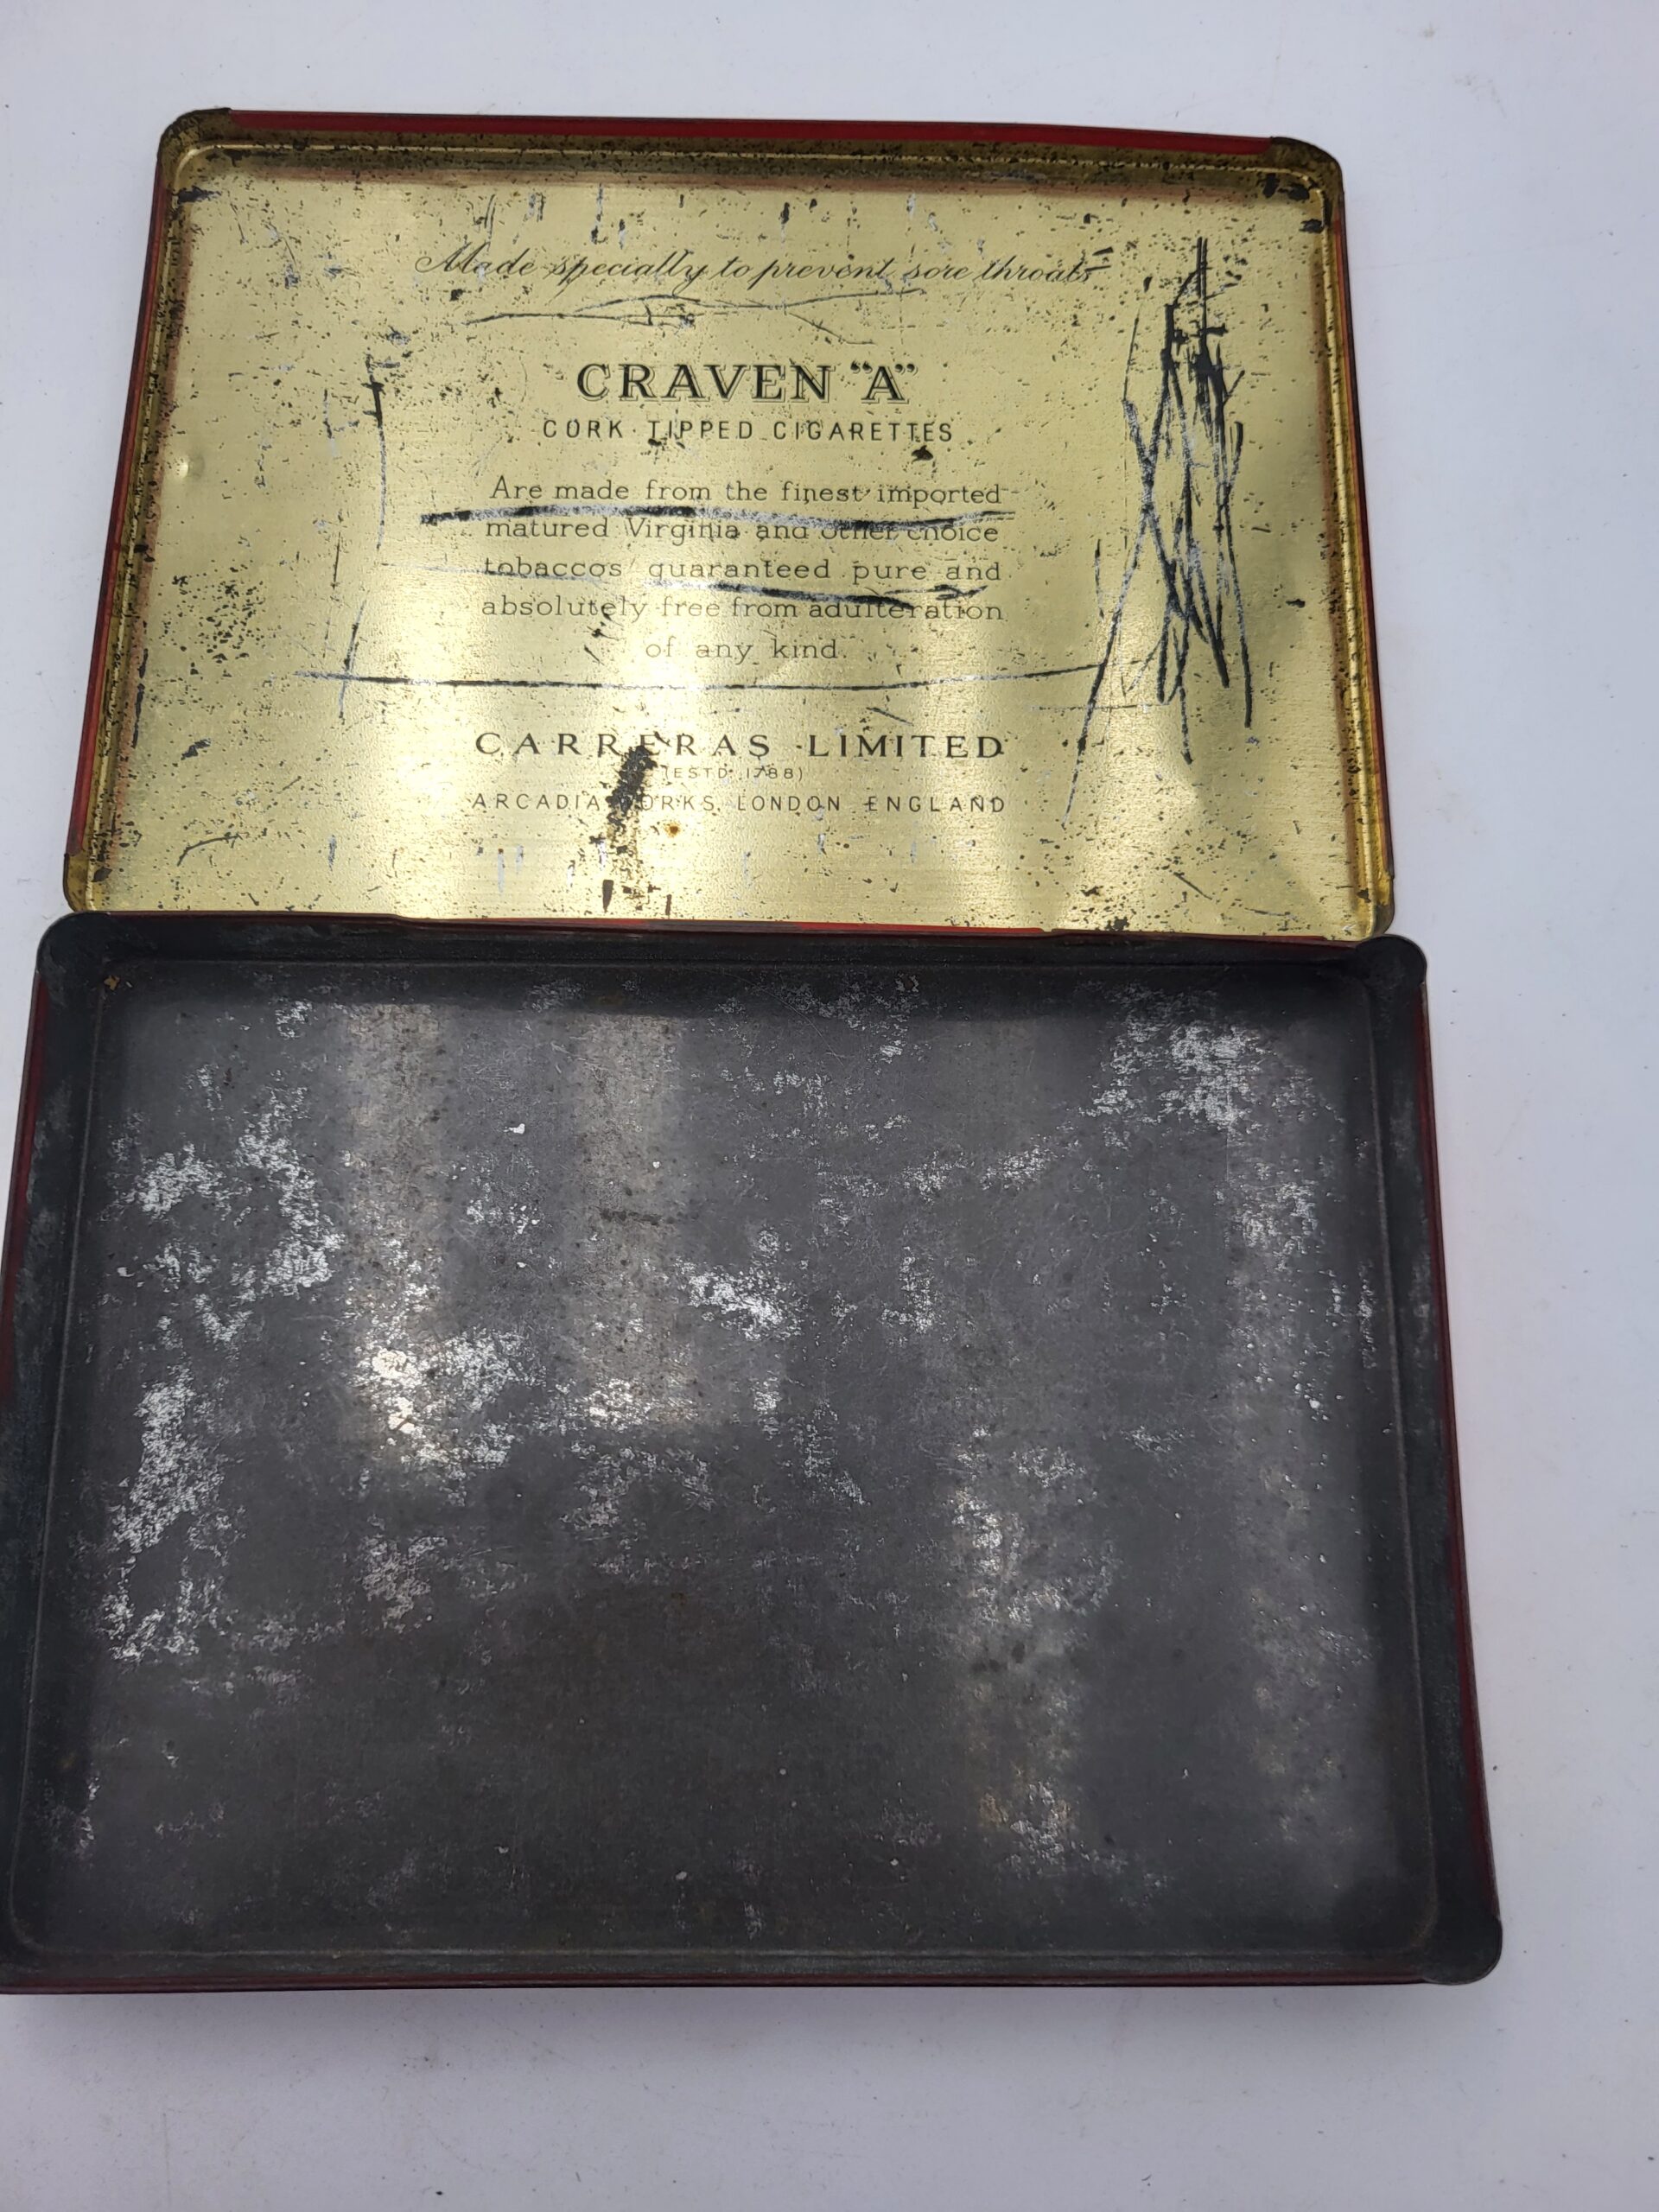 Made specially to prevent sore throats
CRAVEN "A"
CORK-TIPPED CIGARETTES
Are made from the finest imported
matured Virginia and other choice
tobaccos guaranteed pure and
absolutely free from adulteration
of any kind.
CARRERAS LIMITED
(ESTD. 1788)
ARCADIA WORKS, LONDON ENGLAND